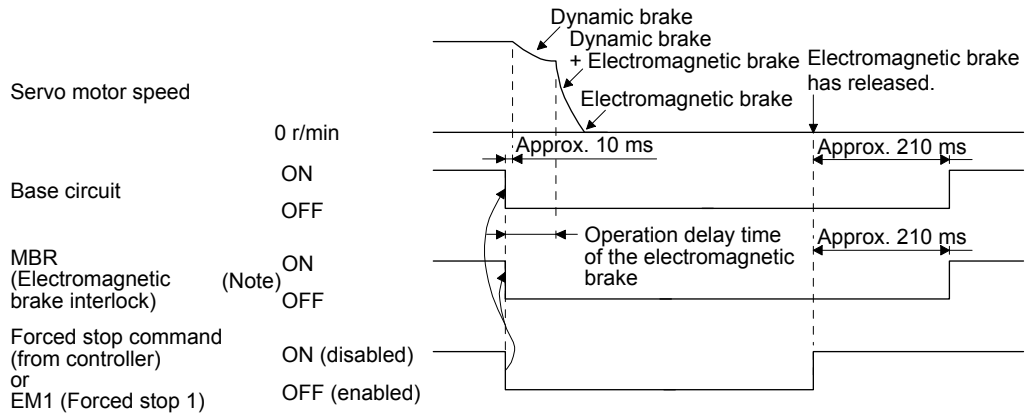 Dynamic brake
Dynamic brake
+ Electromagnetic brake
Electromagnetic brake
has released.
Servo motor speed
Electromagnetic brake
0 r/min
Approx. 10 ms
Approx. 210 ms
Base circuit
ON
OFF
Operation delay time
of the electromagnetic
brake
Approx. 210 ms
MBR
(Electromagnetic
brake interlock)
(Note)
ON
OFF
Forced stop command
(from controller)
or
EM1 (Forced stop 1)
ON (disabled)
OFF (enabled)